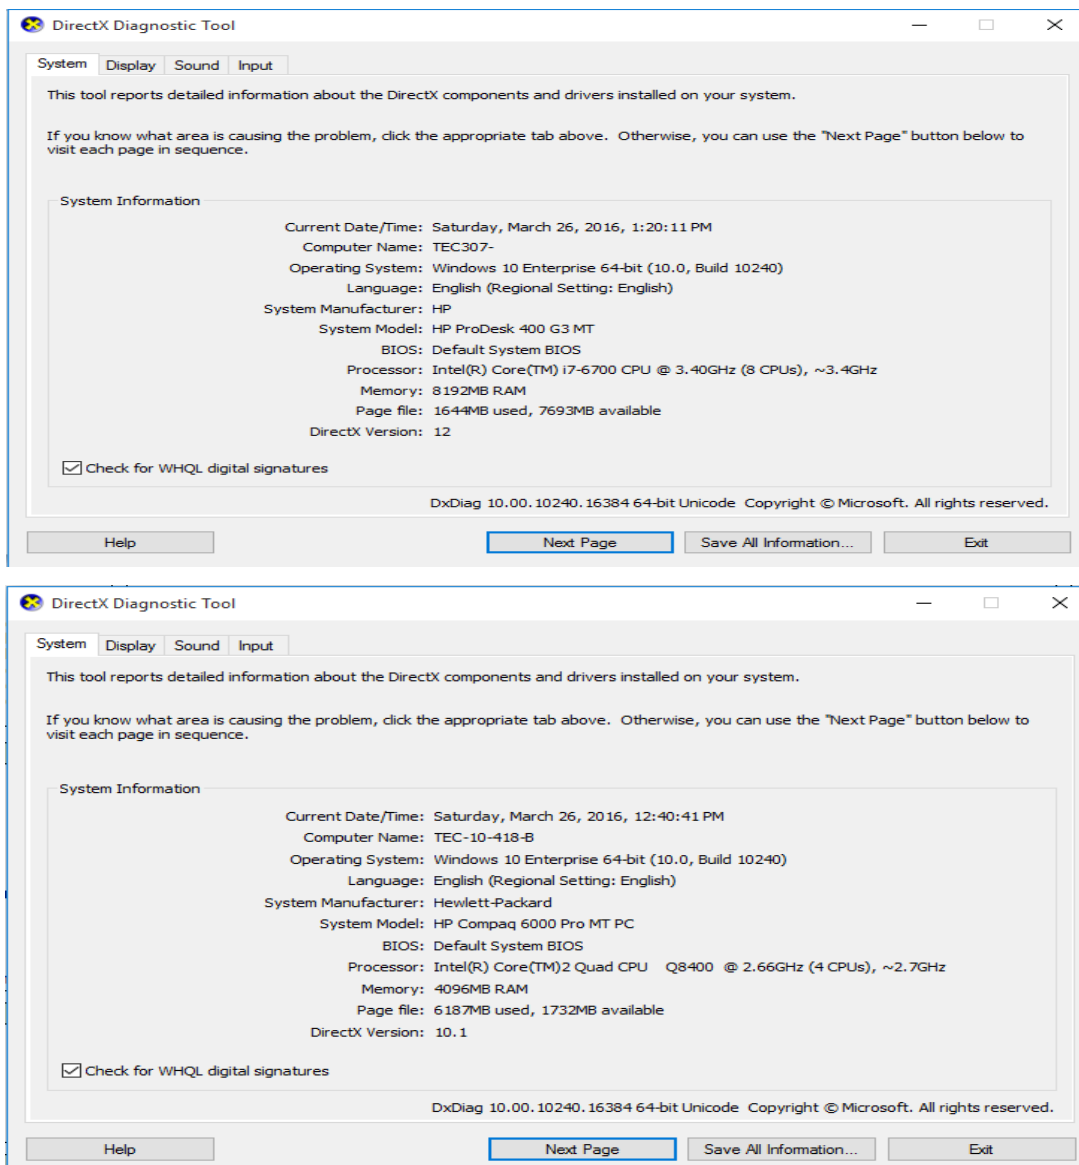 DirectX Diagnostic Tool
System Display Sound Input
This tool reports detailed information about the DirectX components and drivers installed on your system.
If you know what area is causing the problem, click the appropriate tab above. Otherwise, you can use the "Next Page" button below to
visit each page in sequence.
System Information
Current Date/Time: Saturday, March 26, 2016, 1:20:11 PM
Computer Name: TEC307-
Operating System: Windows 10 Enterprise 64-bit (10.0, Build 10240)
Language: English (Regional Setting: English)
System Manufacturer: HP
System Model: HP ProDesk 400 G3 MT
BIOS: Default System BIOS
Processor: Intel(R) Core(TM) i7-6700 CPU @ 3.40GHz (8 CPUs), ~3.4GHz
Memory: 8192MB RAM
Page file: 1644MB used, 7693MB available
DirectX Version: 12
Check for WHQL digital signatures
DxDiag 10.00.10240.16384 64-bit Unicode Copyright © Microsoft. All rights reserved.
Help Next Page Save All Information... Exit
DirectX Diagnostic Tool
System Display Sound Input
This tool reports detailed information about the DirectX components and drivers installed on your system.
If you know what area is causing the problem, click the appropriate tab above. Otherwise, you can use the "Next Page" button below to
visit each page in sequence.
System Information
Current Date/Time: Saturday, March 26, 2016, 12:40:41 PM
Computer Name: TEC-10-418-B
Operating System: Windows 10 Enterprise 64-bit (10.0, Build 10240)
Language: English (Regional Setting: English)
System Manufacturer: Hewlett-Packard
System Model: HP Compaq 6000 Pro MT PC
BIOS: Default System BIOS
Processor: Intel(R) Core(TM)2 Quad CPU Q8400 @ 2.66GHz (4 CPUs), ~2.7GHz
Memory: 4096MB RAM
Page file: 6187MB used, 1732MB available
DirectX Version: 10.1
Check for WHQL digital signatures
DxDiag 10.00.10240.16384 64-bit Unicode Copyright © Microsoft. All rights reserved.
Help Next Page Save All Information... Exit